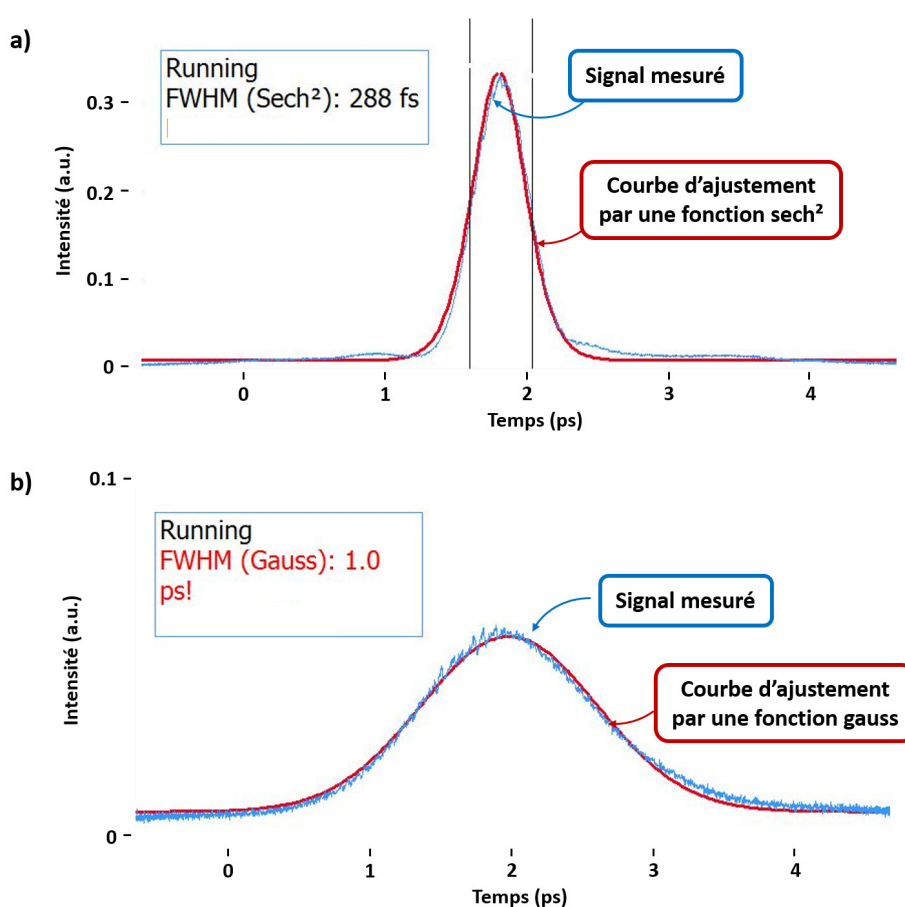 a)
Running
FWHM (Sech²): 288 fs
Signal mesuré
Courbe d'ajustement
par une fonction sech²
Intensité (a.u.)
0.3
0.2
0.1
0
0
1
2
3
4
Temps (ps)
b)
0.1
Running
FWHM (Gauss): 1.0
ps!
Signal mesuré
Courbe d'ajustement
par une fonction gauss
Intensité (a.u.)
0
0
1
2
3
4
Temps (ps)